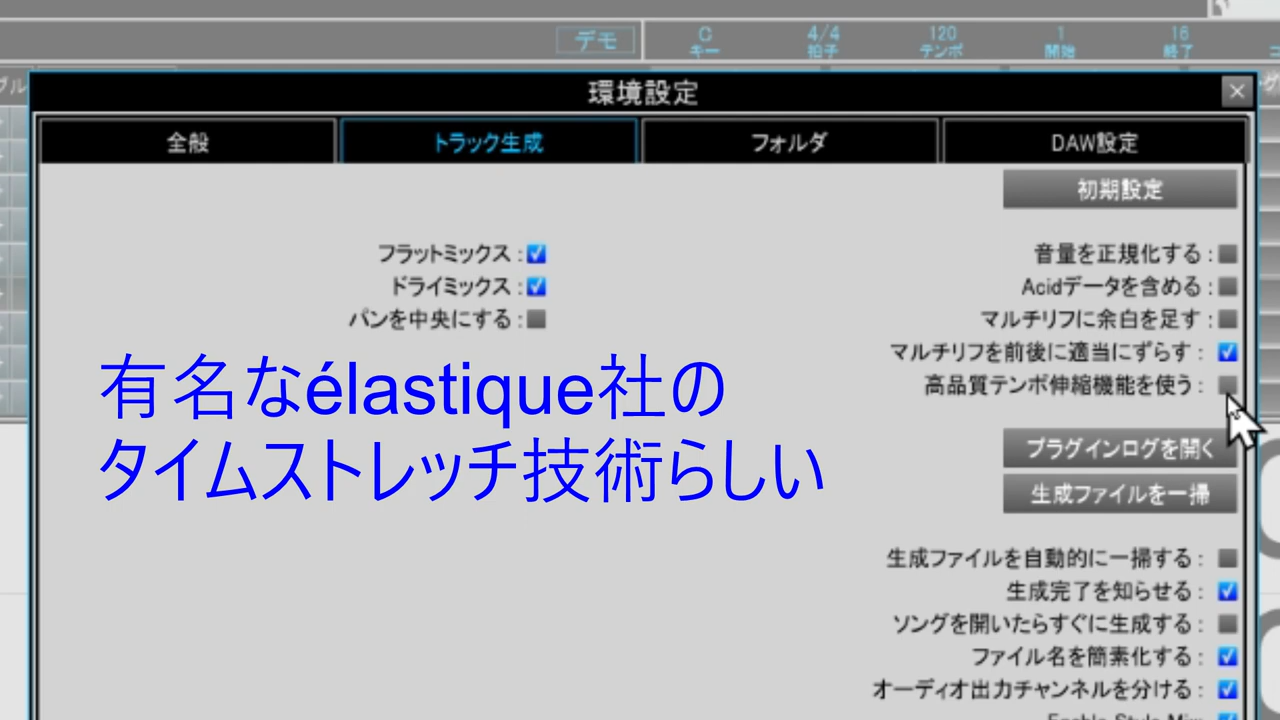 デモ
C
キー
4/4
拍子
120
テンポ
1
開始
16
終了
環境設定
全般
トラック生成
フォルダ
DAW設定
初期設定
フラットミックス :
ドライミックス :
パンを中央にする :
音量を正規化する :
Acidデータを含める :
マルチリフに余白を足す :
マルチリフを前後に適当にずらす :
高品質テンポ伸縮機能を使う :
有名なélastique社の
タイムストレッチ技術らしい
プラグインログを開く
生成ファイルを一掃
生成ファイルを自動的に一掃する :
生成完了を知らせる :
ソングを開いたらすぐに生成する :
ファイル名を簡素化する :
オーディオ出力チャンネルを分ける :